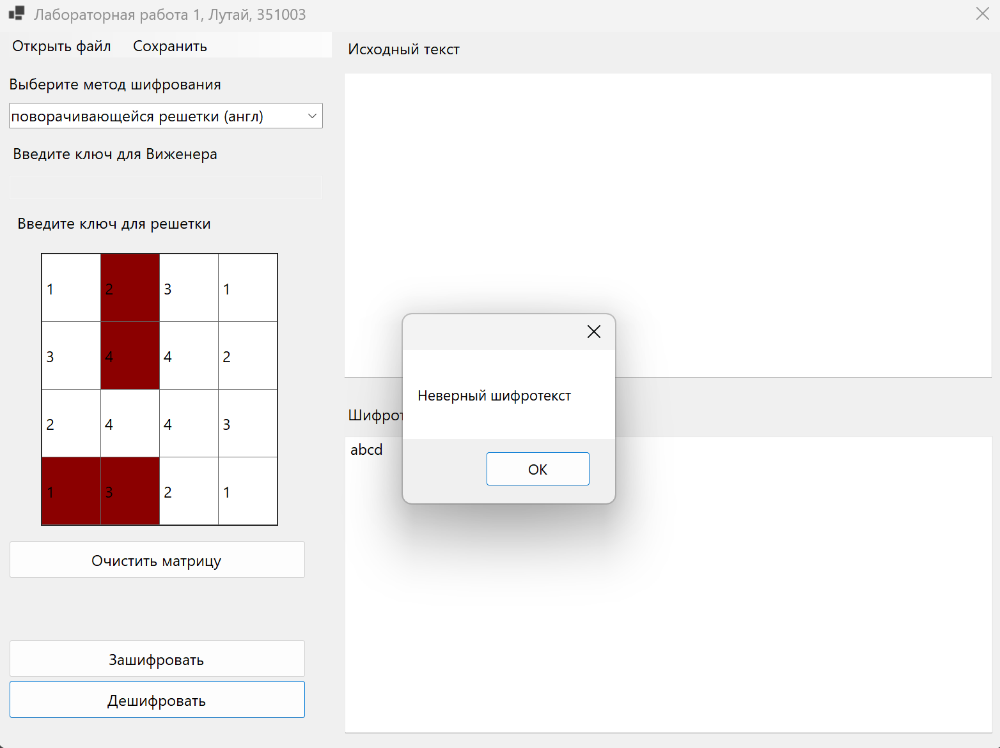 Лабораторная работа 1, Лутай, 351003
Открыть файл Сохранить
Выберите метод шифрования
поворачивающейся решетки (англ)
Введите ключ для Виженера
Введите ключ для решетки
1 2 3 1
3 4 4 2
2 4 4 3
1 3 2 1
Очистить матрицу
Зашифровать
Дешифровать
Исходный текст
Шифрот
abcd
Неверный шифротекст
OK